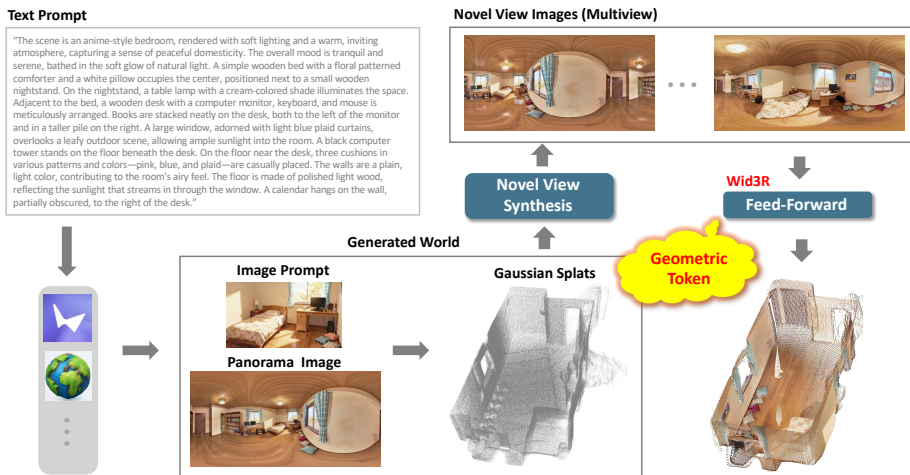 Text Prompt
"The scene is an anime-style bedroom, rendered with soft lighting and a warm, inviting
atmosphere, capturing a sense of peaceful domesticity. The overall mood is tranquil and
serene, bathed in the soft glow of natural light. A simple wooden bed with a floral patterned
comforter and a white pillow occupies the center, positioned next to a small wooden
nightstand. On the nightstand, a table lamp with a cream-colored shade illuminates the space.
Adjacent to the bed, a wooden desk with a computer monitor, keyboard, and mouse is
meticulously arranged. Books are stacked neatly on the desk, both to the left of the monitor
and in a taller pile on the right. A large window, adorned with light blue plaid curtains,
overlooks a leafy outdoor scene, allowing ample sunlight into the room. A black computer
tower stands on the floor beneath the desk. On the floor near the desk, three cushions in
various patterns and colors—pink, blue, and plaid—are casually placed. The walls are a plain,
light color, contributing to the room's airy feel. The floor is made of polished light wood,
reflecting the sunlight that streams in through the window. A calendar hangs on the wall,
partially obscured, to the right of the desk."
Novel View Images (Multiview)
Novel View
Synthesis
Wid3R
Feed-Forward
Generated World
Image Prompt
Gaussian Splats
Geometric
Token
Panorama Image